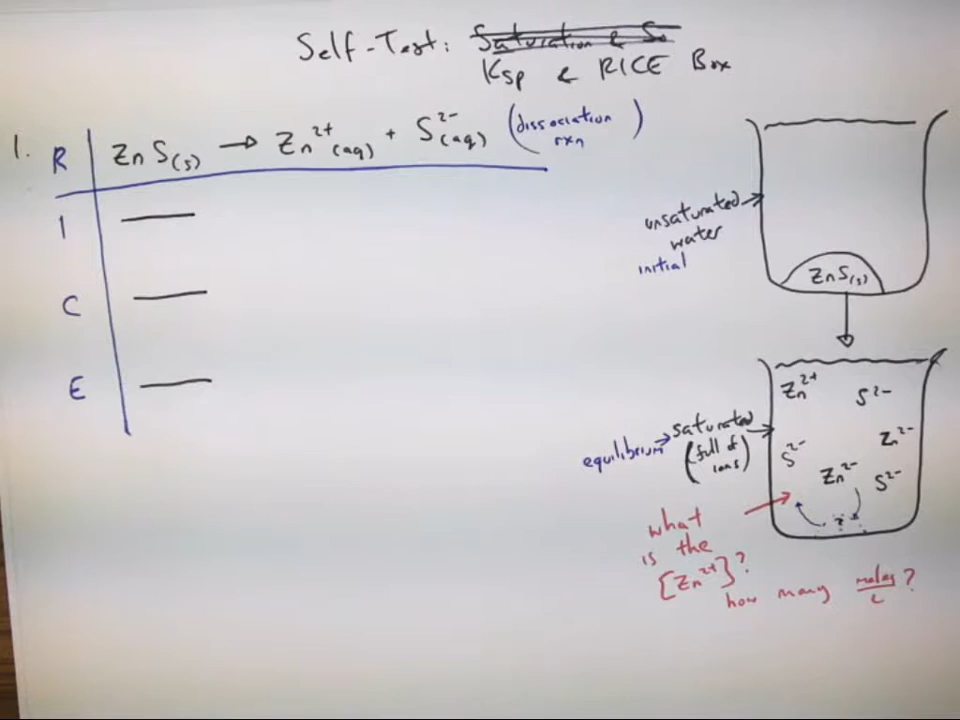 Self-Test: Saturation & So
Ksp & RICE Box
1.
R ZnS(s) → Zn²⁺(aq) + S²⁻(aq) (dissociation rxn)
I
C
E
unsaturated
water
initial
ZnS(s)
Zn²⁺ S²⁻
Zn²⁻
S²⁻
Zn²⁻ S²⁻
equilibrium → saturated
(full of
ions)
what
is the
[Zn²⁺]?
how many moles/L?